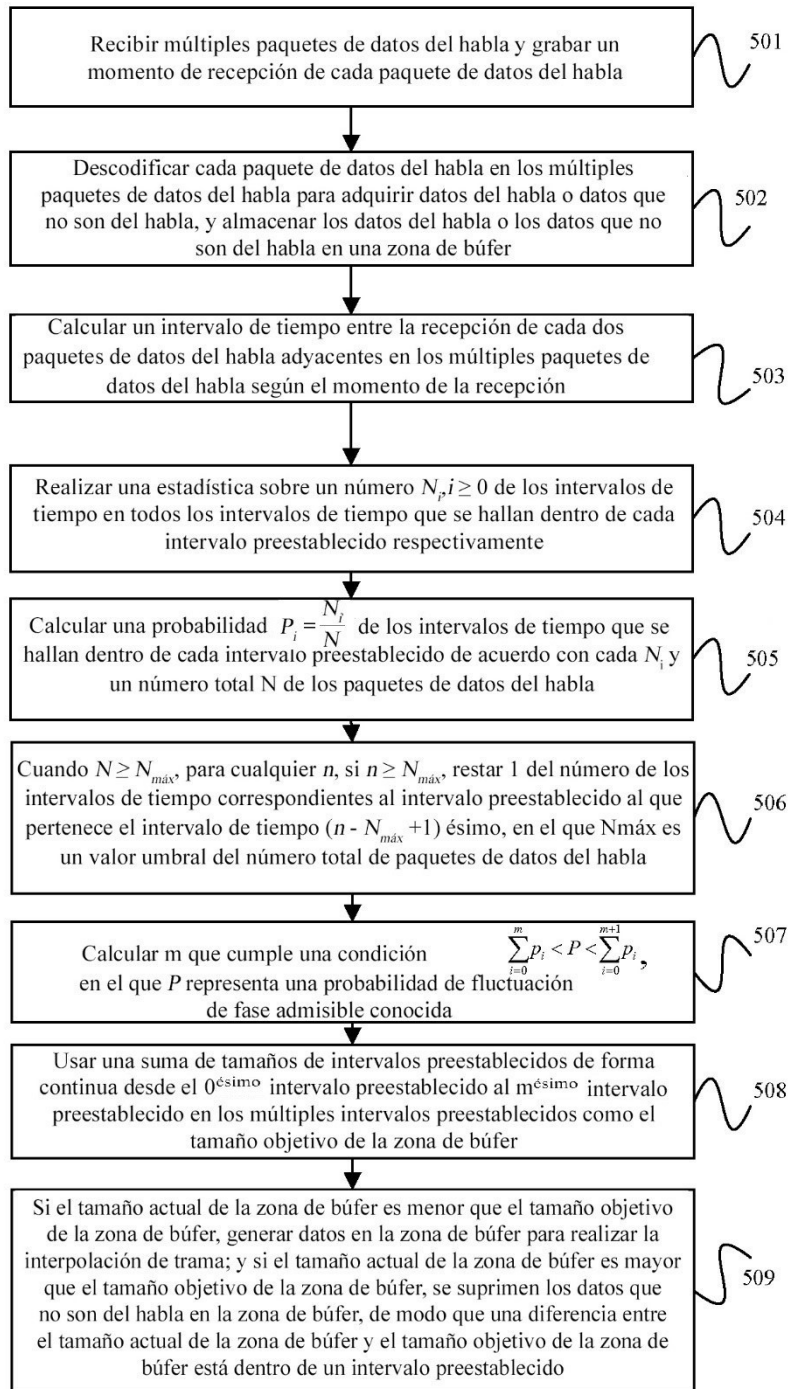 Recibir múltiples paquetes de datos del habla y grabar un
momento de recepción de cada paquete de datos del habla
501
Descodificar cada paquete de datos del habla en los múltiples
paquetes de datos del habla para adquirir datos del habla o datos que
no son del habla, y almacenar los datos del habla o los datos que no
son del habla en una zona de búfer
502
Calcular un intervalo de tiempo entre la recepción de cada dos
paquetes de datos del habla adyacentes en los múltiples paquetes de
datos del habla según el momento de la recepción
503
Realizar una estadística sobre un número N_i, i ≥ 0 de los intervalos de
tiempo en todos los intervalos de tiempo que se hallan dentro de cada
intervalo preestablecido respectivamente
504
Calcular una probabilidad P_i = N_i/N de los intervalos de tiempo que se
hallan dentro de cada intervalo preestablecido de acuerdo con cada N_i y
un número total N de los paquetes de datos del habla
505
Cuando N ≥ N_máx, para cualquier n, si n ≥ N_máx, restar 1 del número de los
intervalos de tiempo correspondientes al intervalo preestablecido al que
pertenece el intervalo de tiempo (n - N_máx +1) ésimo, en el que Nmáx es
un valor umbral del número total de paquetes de datos del habla
506
Calcular m que cumple una condición ∑_{i=0}^{m} p_i < P < ∑_{i=0}^{m+1} p_i ,
en el que P representa una probabilidad de fluctuación
de fase admisible conocida
507
Usar una suma de tamaños de intervalos preestablecidos de forma
continua desde el 0ésimo intervalo preestablecido al mésimo intervalo
preestablecido en los múltiples intervalos preestablecidos como el
tamaño objetivo de la zona de búfer
508
Si el tamaño actual de la zona de búfer es menor que el tamaño objetivo
de la zona de búfer, generar datos en la zona de búfer para realizar la
interpolación de trama; y si el tamaño actual de la zona de búfer es mayor
que el tamaño objetivo de la zona de búfer, se suprimen los datos que
no son del habla en la zona de búfer, de modo que una diferencia entre
el tamaño actual de la zona de búfer y el tamaño objetivo de la zona de
búfer está dentro de un intervalo preestablecido
509